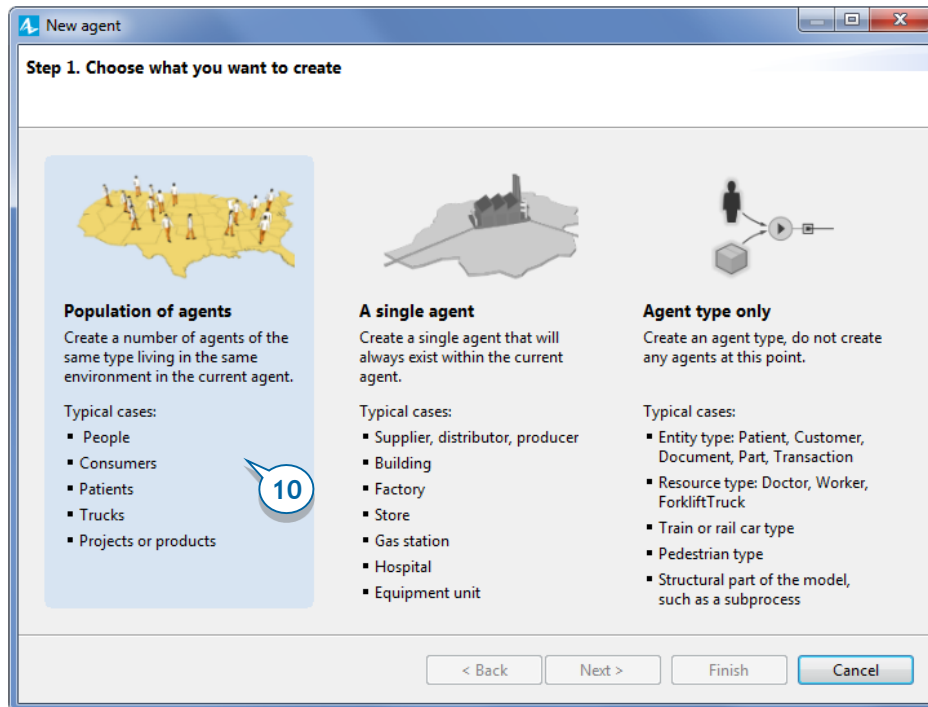 New agent
Step 1. Choose what you want to create
Population of agents
Create a number of agents of the
same type living in the same
environment in the current agent.
Typical cases:
▪ People
▪ Consumers
▪ Patients
▪ Trucks
▪ Projects or products
10
A single agent
Create a single agent that will
always exist within the current
agent.
Typical cases:
▪ Supplier, distributor, producer
▪ Building
▪ Factory
▪ Store
▪ Gas station
▪ Hospital
▪ Equipment unit
Agent type only
Create an agent type, do not create
any agents at this point.
Typical cases:
▪ Entity type: Patient, Customer,
Document, Part, Transaction
▪ Resource type: Doctor, Worker,
ForkliftTruck
▪ Train or rail car type
▪ Pedestrian type
▪ Structural part of the model,
such as a subprocess
< Back
Next >
Finish
Cancel